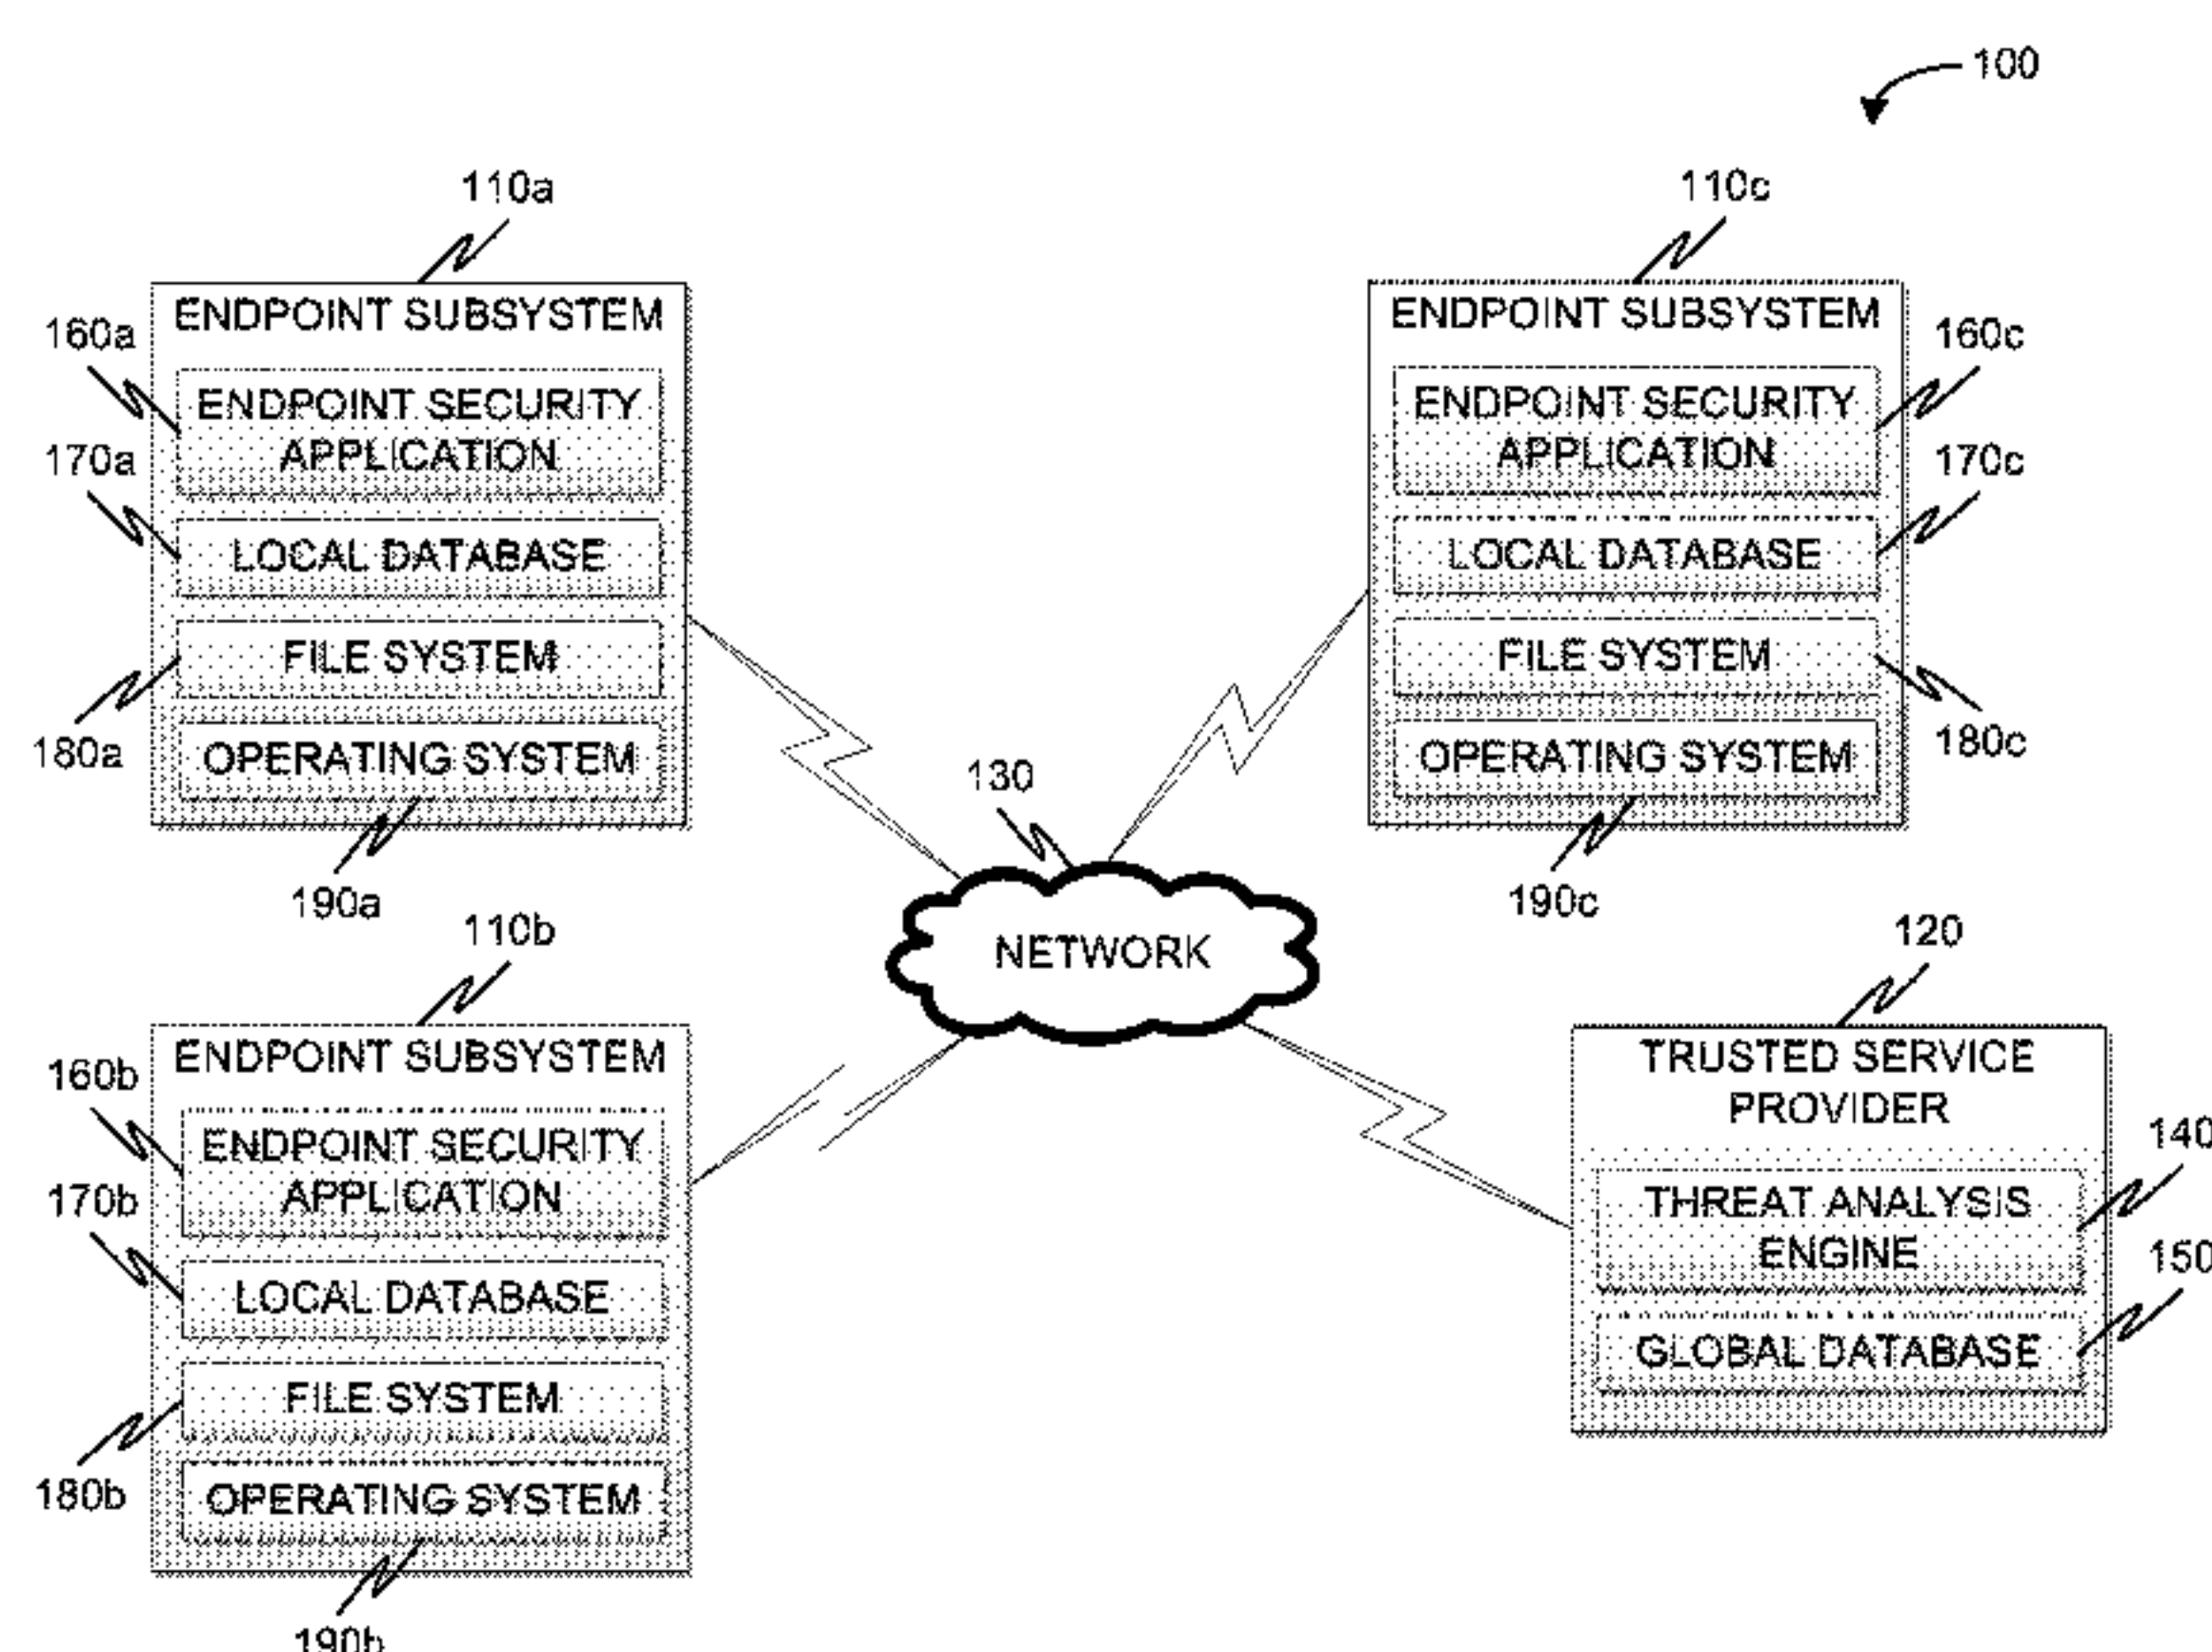 100
110a
ENDPOINT SUBSYSTEM
160a
ENDPOINT SECURITY
APPLICATION
170a
LOCAL DATABASE
FILE SYSTEM
180a
OPERATING SYSTEM
190a
110c
ENDPOINT SUBSYSTEM
160c
ENDPOINT SECURITY
APPLICATION
170c
LOCAL DATABASE
FILE SYSTEM
180c
OPERATING SYSTEM
190c
130
NETWORK
110b
ENDPOINT SUBSYSTEM
160b
ENDPOINT SECURITY
APPLICATION
170b
LOCAL DATABASE
FILE SYSTEM
180b
OPERATING SYSTEM
190b
120
TRUSTED SERVICE
PROVIDER
140
THREAT ANALYSIS
ENGINE
150
GLOBAL DATABASE